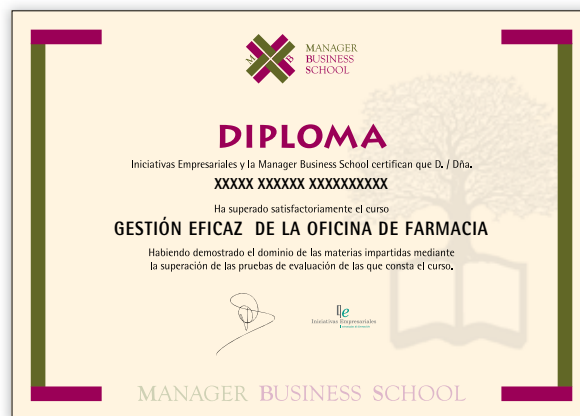 M B
MANAGER
BUSINESS
SCHOOL
DIPLOMA
Iniciativas Empresariales y la Manager Business School certifican que D. / Dña.
XXXXX XXXXXX XXXXXXXXXX
Ha superado satisfactoriamente el curso
GESTIÓN EFICAZ DE LA OFICINA DE FARMACIA
Habiendo demostrado el dominio de las materias impartidas mediante
la superación de las pruebas de evaluación de las que consta el curso.
Iniciativas Empresariales
MANAGER BUSINESS SCHOOL